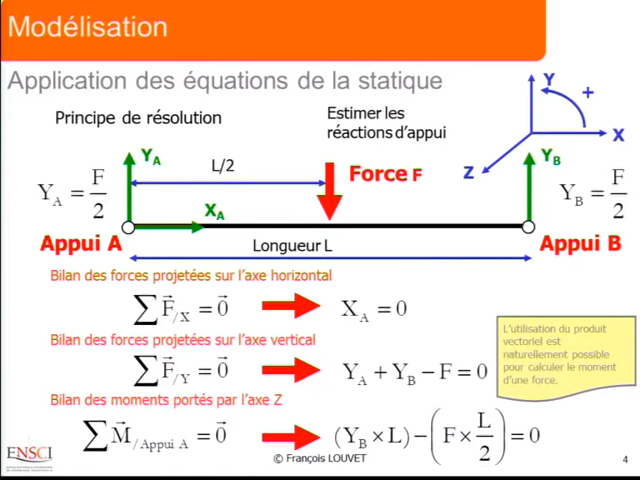 Modélisation
Application des équations de la statique
Principe de résolution
Estimer les
réactions d'appui
Y
+
X
Z
Y_A
L/2
Force F
Y_B
Y_A = F/2
Y_B = F/2
X_A
Appui A
Longueur L
Appui B
Bilan des forces projetées sur l'axe horizontal
∑ F⃗_/X = 0⃗
X_A = 0
Bilan des forces projetées sur l'axe vertical
∑ F⃗_/Y = 0⃗
Y_A + Y_B − F = 0
L'utilisation du produit
vectoriel est
naturellement possible
pour calculer le moment
d'une force.
Bilan des moments portés par l'axe Z
∑ M⃗_/Appui A = 0⃗
(Y_B × L) − (F × L/2) = 0
ENSCI
© François LOUVET
4